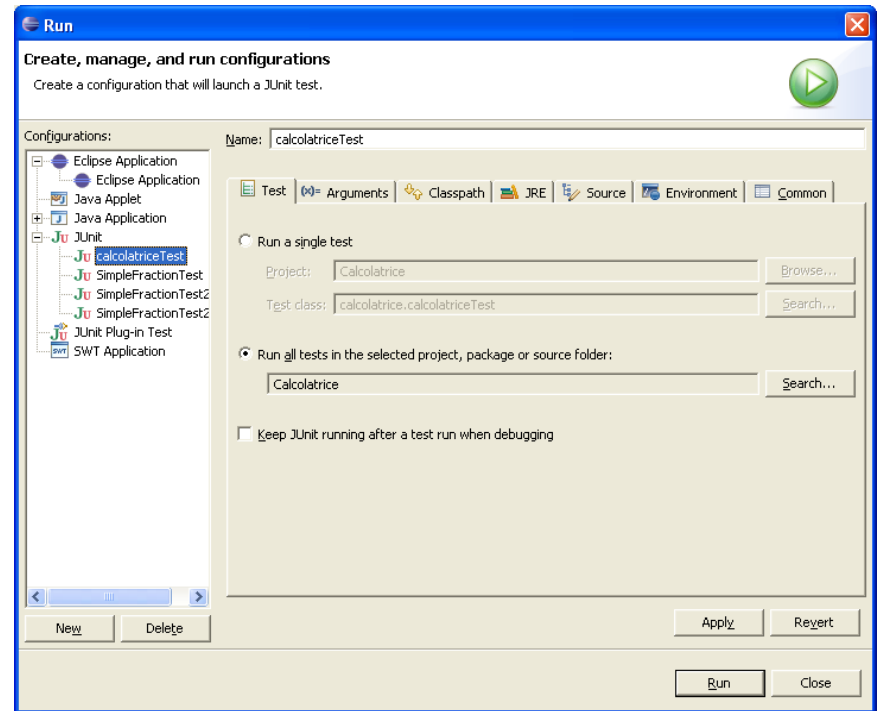 Run
Create, manage, and run configurations
Create a configuration that will launch a JUnit test.
Configurations:
Eclipse Application
Eclipse Application
Java Applet
Java Application
JUnit
calcolatriceTest
SimpleFractionTest
SimpleFractionTest2
SimpleFractionTest2
JUnit Plug-in Test
SWT Application
New
Delete
Name: calcolatriceTest
Test (x)= Arguments Classpath JRE Source Environment Common
Run a single test
Project: Calcolatrice Browse...
Test class: calcolatrice.calcolatriceTest Search...
Run all tests in the selected project, package or source folder:
Calcolatrice Search...
Keep JUnit running after a test run when debugging
Apply Revert
Run Close